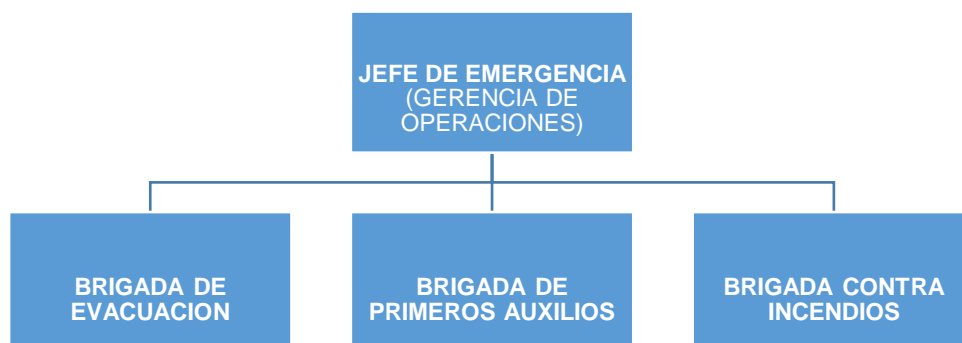 JEFE DE EMERGENCIA
(GERENCIA DE
OPERACIONES)
BRIGADA DE
EVACUACION
BRIGADA DE
PRIMEROS AUXILIOS
BRIGADA CONTRA
INCENDIOS